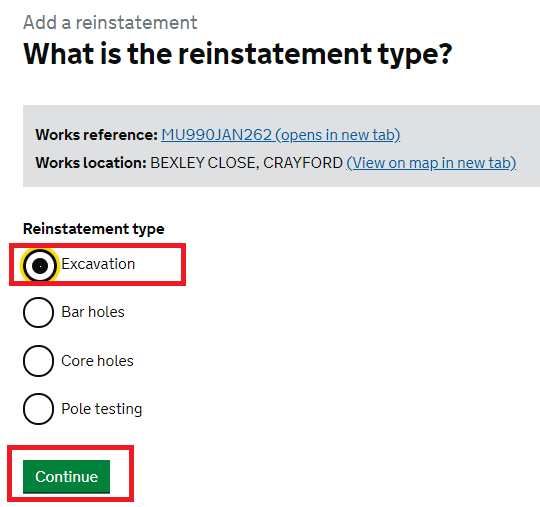 Add a reinstatement
What is the reinstatement type?
Works reference: MU990JAN262 (opens in new tab)
Works location: BEXLEY CLOSE, CRAYFORD (View on map in new tab)
Reinstatement type
Excavation
Bar holes
Core holes
Pole testing
Continue